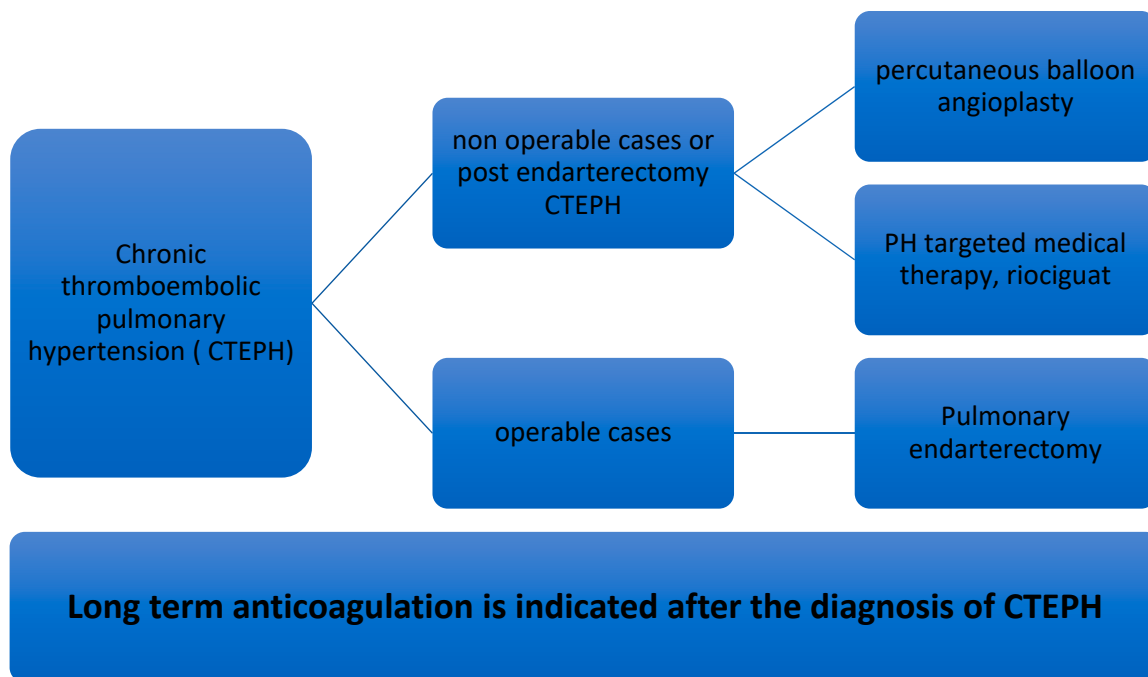 Chronic
thromboembolic
pulmonary
hypertension ( CTEPH)
non operable cases or
post endarterectomy
CTEPH
percutaneous balloon
angioplasty
PH targeted medical
therapy, riociguat
operable cases
Pulmonary
endarterectomy
Long term anticoagulation is indicated after the diagnosis of CTEPH